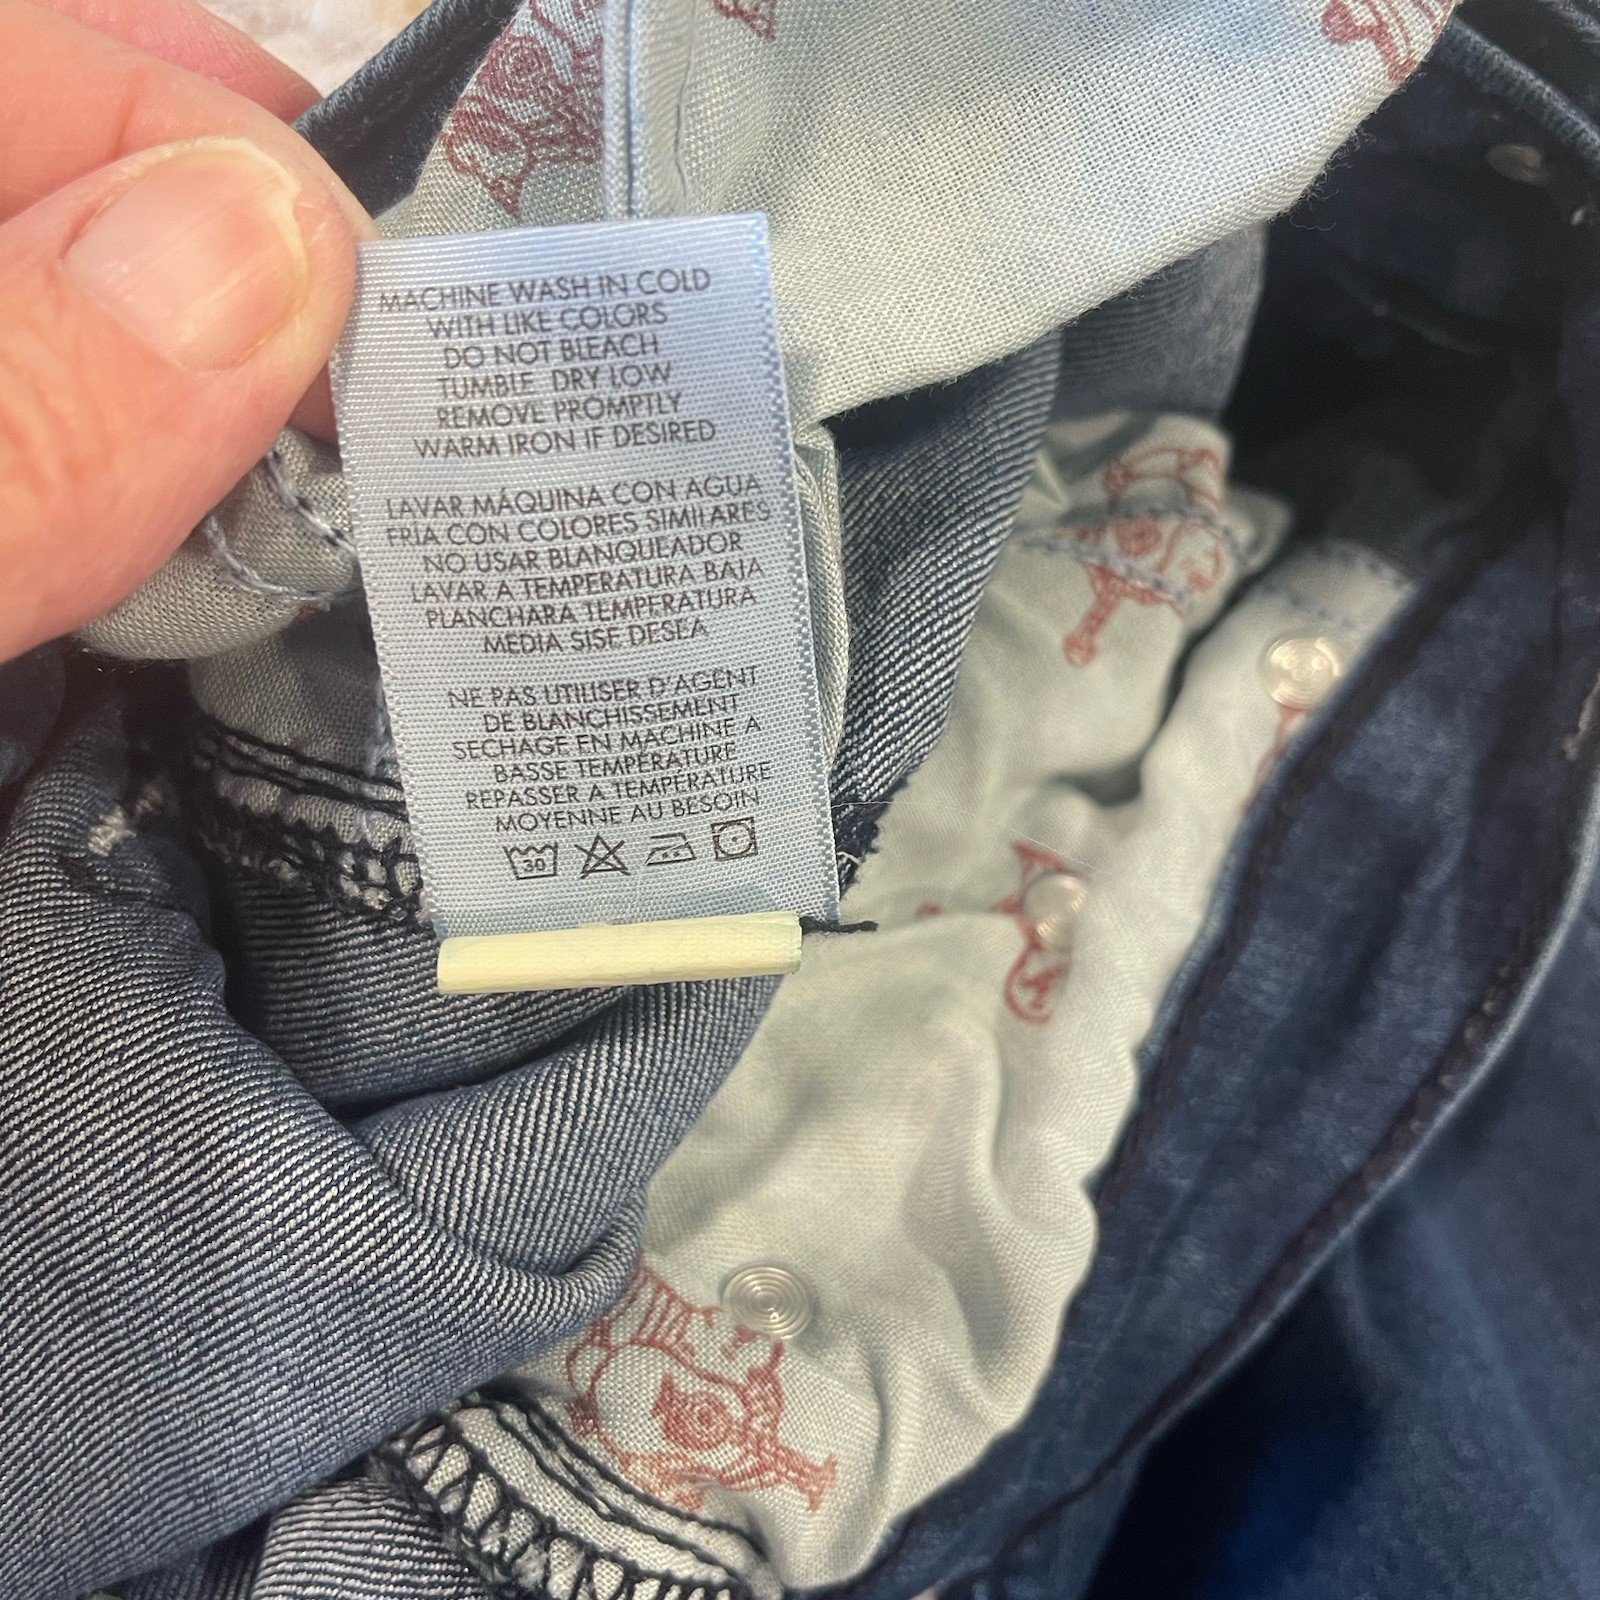 MACHINE WASH IN COLD
WITH LIKE COLORS
DO NOT BLEACH
TUMBLE DRY LOW
REMOVE PROMPTLY
WARM IRON IF DESIRED
LAVAR MÁQUINA CON AGUA
FRIA CON COLORES SIMILARES
NO USAR BLANQUEADOR
LAVAR A TEMPERATURA BAJA
PLANCHARA TEMPERATURA
MEDIA SISE DESEA
NE PAS UTILISER D'AGENT
DE BLANCHISSEMENT
SECHAGE EN MACHINE A
BASSE TEMPÉRATURE
REPASSER A TEMPÉRATURE
MOYENNE AU BESOIN
30